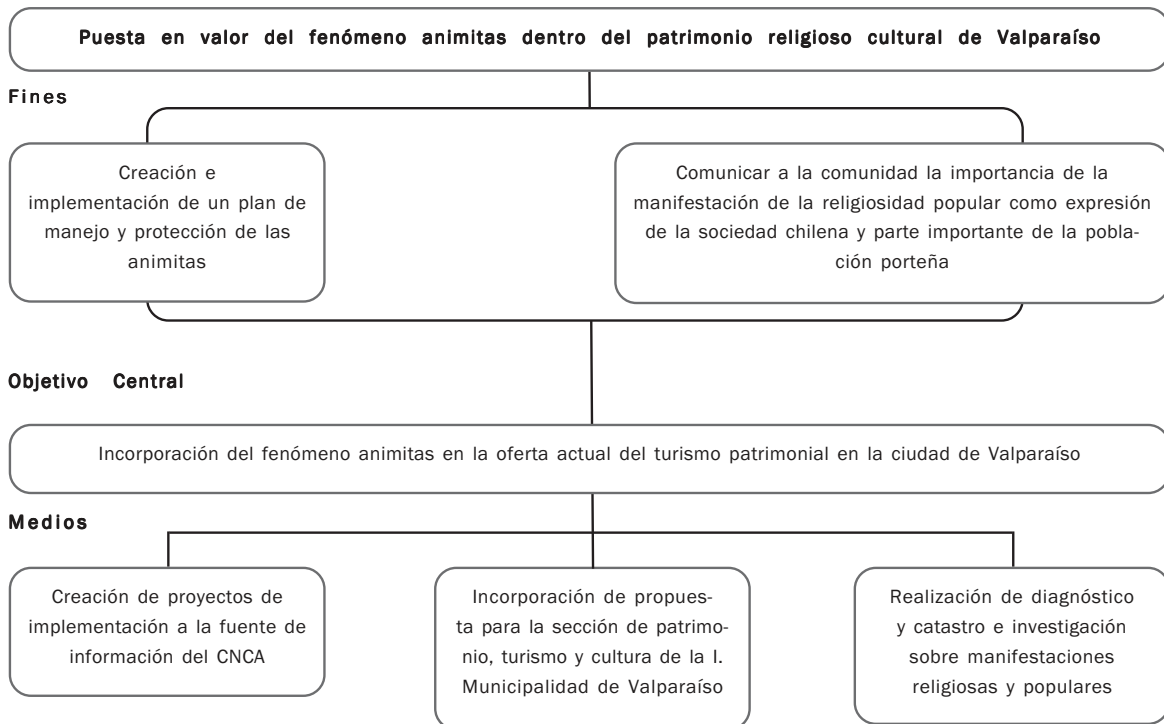 Puesta en valor del fenómeno animitas dentro del patrimonio religioso cultural de Valparaíso
Fines
Creación e
implementación de un plan de
manejo y protección de las
animitas
Comunicar a la comunidad la importancia de la
manifestación de la religiosidad popular como expresión
de la sociedad chilena y parte importante de la pobla-
ción porteña
Objetivo Central
Incorporación del fenómeno animitas en la oferta actual del turismo patrimonial en la ciudad de Valparaíso
Medios
Creación de proyectos de
implementación a la fuente de
información del CNCA
Incorporación de propues-
ta para la sección de patrimo-
nio, turismo y cultura de la I.
Municipalidad de Valparaíso
Realización de diagnóstico
y catastro e investigación
sobre manifestaciones
religiosas y populares